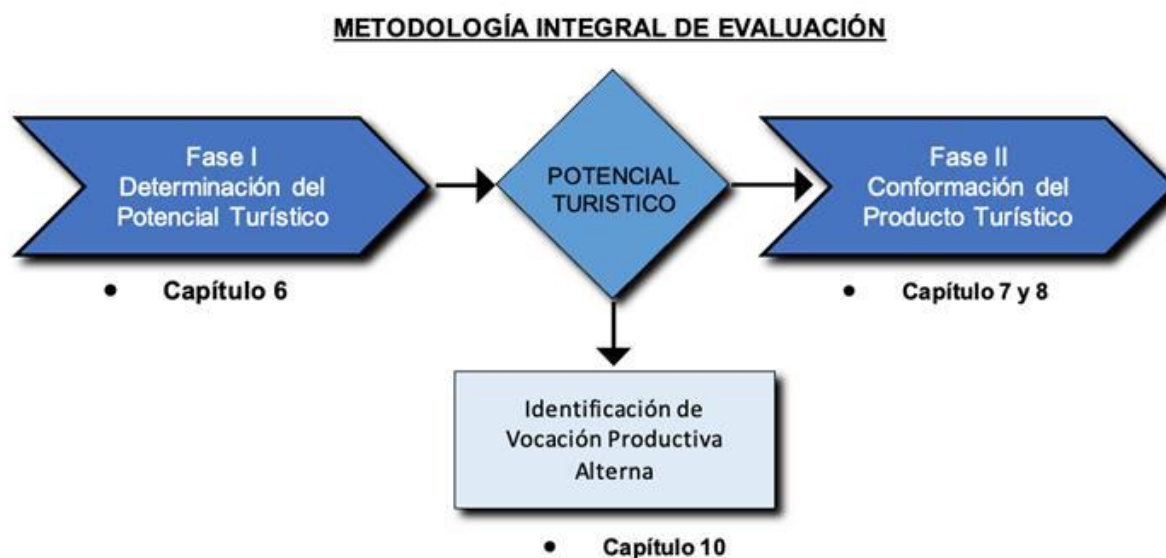 METODOLOGÍA INTEGRAL DE EVALUACIÓN
Fase I
Determinación del
Potencial Turístico
• Capítulo 6
POTENCIAL
TURISTICO
Fase II
Conformación del
Producto Turístico
• Capítulo 7 y 8
Identificación de
Vocación Productiva
Alterna
• Capítulo 10